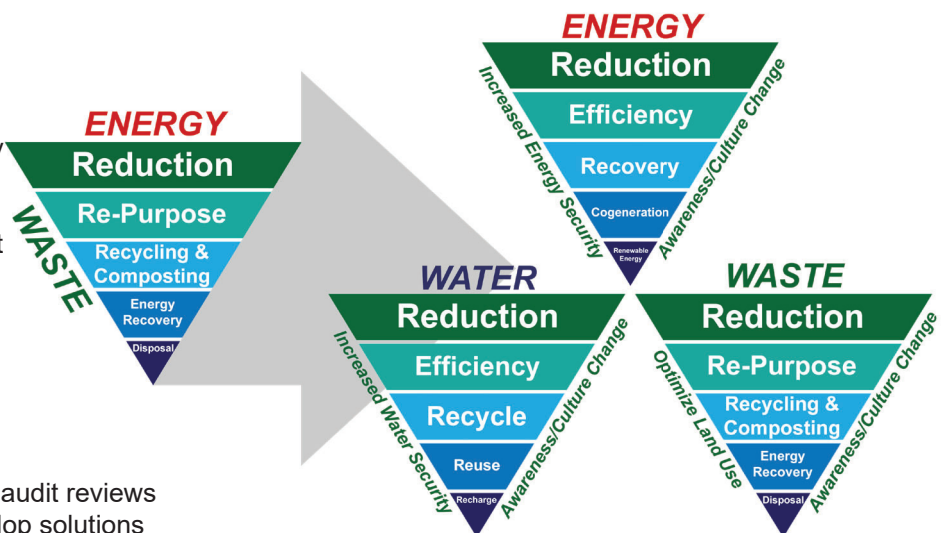 ENERGY
Reduction
Re-Purpose
Recycling &
Composting
Energy
Recovery
Disposal
WASTE
ENERGY
Reduction
Efficiency
Recovery
Cogeneration
Renewable
Energy
Increased Energy Security
Awareness/Culture Change
WATER
Reduction
Efficiency
Recycle
Reuse
Recharge
Increased Water Security
Awareness/Culture Change
WASTE
Reduction
Re-Purpose
Recycling &
Composting
Energy
Recovery
Disposal
Optimize Land Use
Awareness/Culture Change
audit reviews
lop solutions